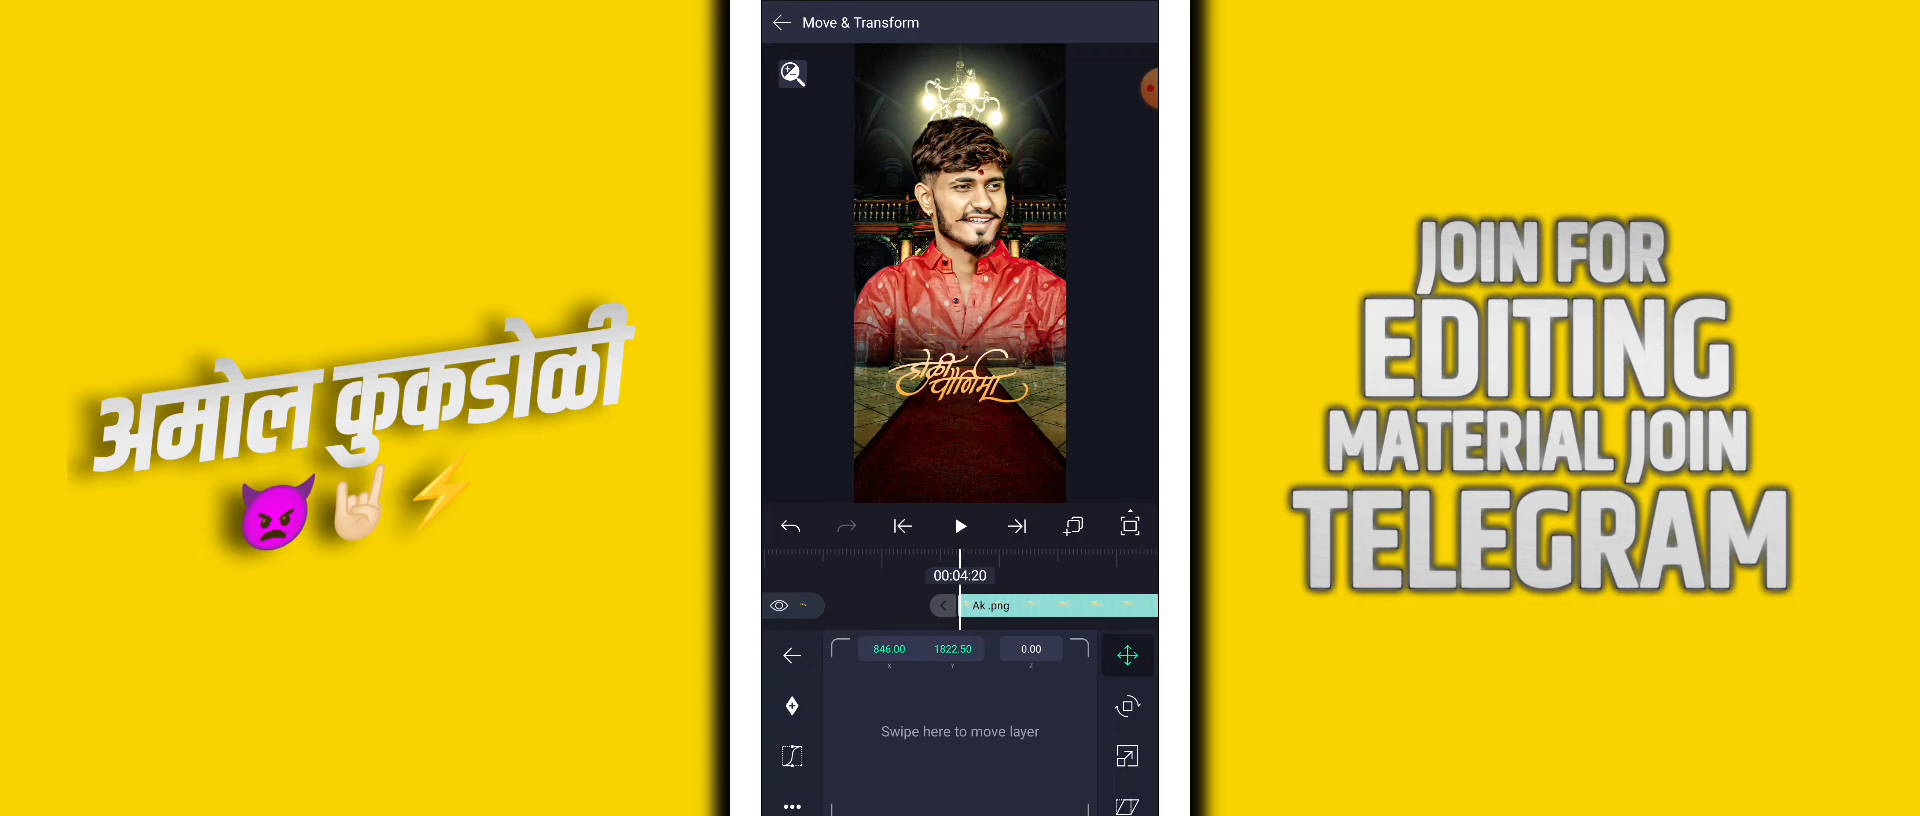 अमोल कुकडोळी
Move & Transform
00:04:20
Ak .png
846.00 1822.50 0.00
X Y Z
Swipe here to move layer
JOIN FOR
EDITING
MATERIAL JOIN
TELEGRAM